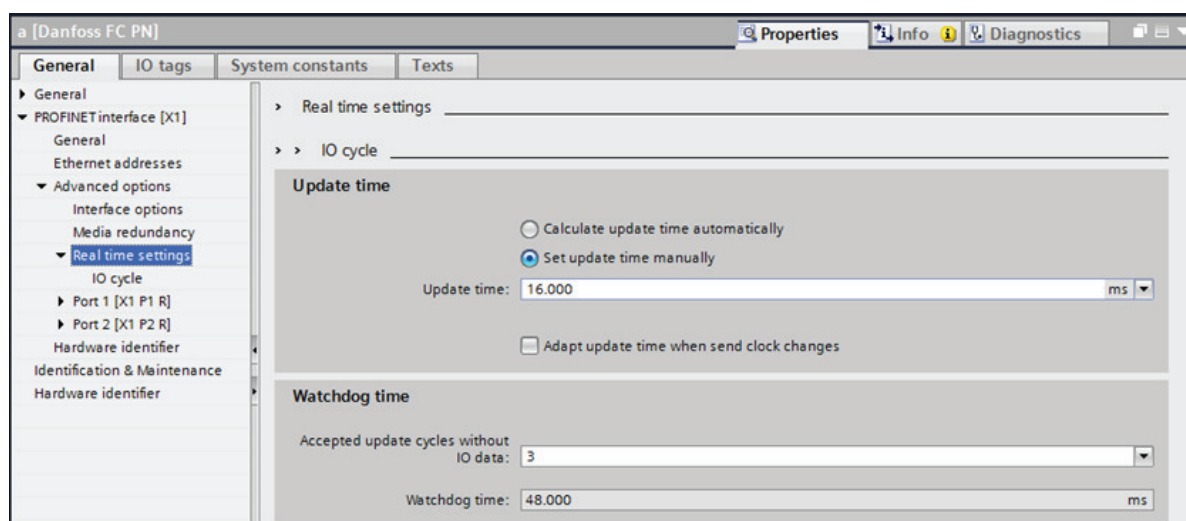 a [Danfoss FC PN]
Properties
Info
Diagnostics
General
IO tags
System constants
Texts
General
PROFINET interface [X1]
General
Ethernet addresses
Advanced options
Interface options
Media redundancy
Real time settings
IO cycle
Port 1 [X1 P1 R]
Port 2 [X1 P2 R]
Hardware identifier
Identification & Maintenance
Hardware identifier
Real time settings
IO cycle
Update time
Calculate update time automatically
Set update time manually
Update time: 16.000 ms
Adapt update time when send clock changes
Watchdog time
Accepted update cycles without
IO data: 3
Watchdog time: 48.000 ms